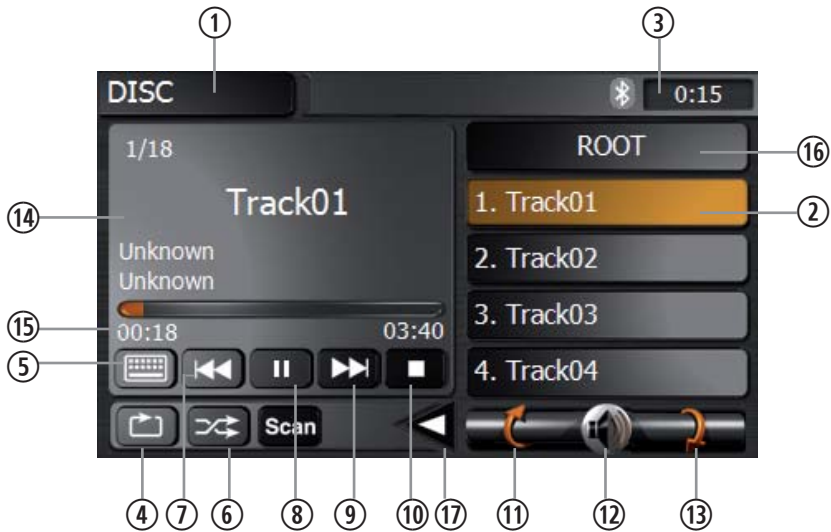 ① ③
DISC 0:15
1/18
Track01
Unknown
Unknown
00:18 03:40
Scan
ROOT ⑯
1. Track01 ②
2. Track02
3. Track03
4. Track04
⑭
⑮
⑤
④ ⑦ ⑥ ⑧ ⑨ ⑩ ⑰ ⑪ ⑫ ⑬